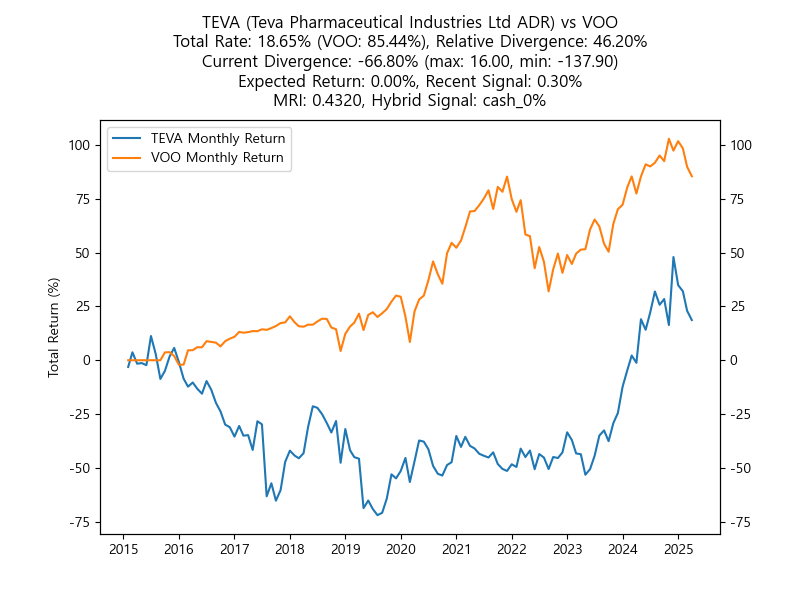 TEVA (Teva Pharmaceutical Industries Ltd ADR) vs VOO
Total Rate: 18.65% (VOO: 85.44%), Relative Divergence: 46.20%
Current Divergence: -66.80% (max: 16.00, min: -137.90)
Expected Return: 0.00%, Recent Signal: 0.30%
MRI: 0.4320, Hybrid Signal: cash_0%
TEVA Monthly Return
VOO Monthly Return
Total Return (%)
100
75
50
25
0
-25
-50
-75
100
75
50
25
0
-25
-50
-75
2015 2016 2017 2018 2019 2020 2021 2022 2023 2024 2025